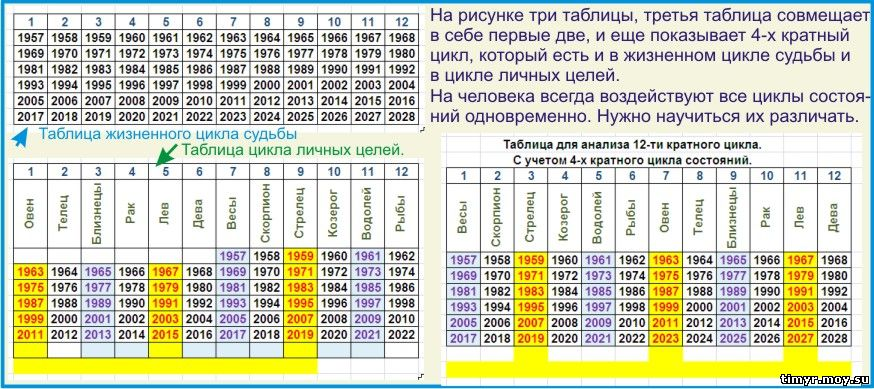 1 2 3 4 5 6 7 8 9 10 11 12
1957 1958 1959 1960 1961 1962 1963 1964 1965 1966 1967 1968
1969 1970 1971 1972 1973 1974 1975 1976 1977 1978 1979 1980
1981 1982 1983 1984 1985 1986 1987 1988 1989 1990 1991 1992
1993 1994 1995 1996 1997 1998 1999 2000 2001 2002 2003 2004
2005 2006 2007 2008 2009 2010 2011 2012 2013 2014 2015 2016
2017 2018 2019 2020 2021 2022 2023 2024 2025 2026 2027 2028
Таблица жизненного цикла судьбы
На рисунке три таблицы, третья таблица совмещает
в себе первые две, и еще показывает 4-х кратный
цикл, который есть и в жизненном цикле судьбы и
в цикле личных целей.
На человека всегда воздействуют все циклы состоя-
ний одновременно. Нужно научиться их различать.
Таблица цикла личных целей.
1 2 3 4 5 6 7 8 9 10 11 12
Овен Телец Близнецы Рак Лев Дева Весы Скорпион Стрелец Козерог Водолей Рыбы
1957 1958 1959 1960 1961 1962
1963 1964 1965 1966 1967 1968 1969 1970 1971 1972 1973 1974
1975 1976 1977 1978 1979 1980 1981 1982 1983 1984 1985 1986
1987 1988 1989 1990 1991 1992 1993 1994 1995 1996 1997 1998
1999 2000 2001 2002 2003 2004 2005 2006 2007 2008 2009 2010
2011 2012 2013 2014 2015 2016 2017 2018 2019 2020 2021 2022
Таблица для анализа 12-ти кратного цикла.
С учетом 4-х кратного цикла состояний.
1 2 3 4 5 6 7 8 9 10 11 12
Весы Скорпион Стрелец Козерог Водолей Рыбы Овен Телец Близнецы Рак Лев Дева
1957 1958 1959 1960 1961 1962 1963 1964 1965 1966 1967 1968
1969 1970 1971 1972 1973 1974 1975 1976 1977 1978 1979 1980
1981 1982 1983 1984 1985 1986 1987 1988 1989 1990 1991 1992
1993 1994 1995 1996 1997 1998 1999 2000 2001 2002 2003 2004
2005 2006 2007 2008 2009 2010 2011 2012 2013 2014 2015 2016
2017 2018 2019 2020 2021 2022 2023 2024 2025 2026 2027 2028
timyr.moy.su